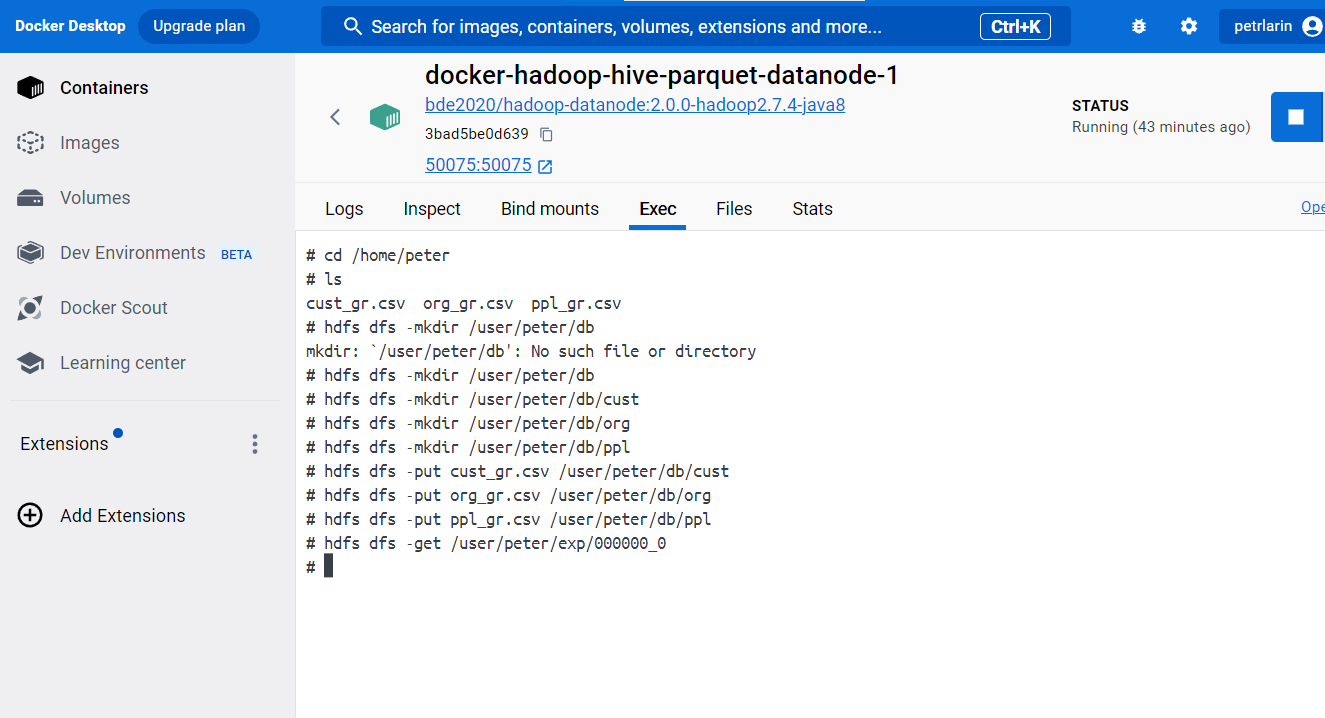 Docker Desktop
Upgrade plan
Search for images, containers, volumes, extensions and more...
Ctrl+K
petrlarin
Containers
Images
Volumes
Dev Environments BETA
Docker Scout
Learning center
Extensions
Add Extensions
docker-hadoop-hive-parquet-datanode-1
bde2020/hadoop-datanode:2.0.0-hadoop2.7.4-java8
3bad5be0d639
50075:50075
STATUS
Running (43 minutes ago)
Logs Inspect Bind mounts Exec Files Stats
Ope
# cd /home/peter
# ls
cust_gr.csv  org_gr.csv  ppl_gr.csv
# hdfs dfs -mkdir /user/peter/db
mkdir: `/user/peter/db': No such file or directory
# hdfs dfs -mkdir /user/peter/db
# hdfs dfs -mkdir /user/peter/db/cust
# hdfs dfs -mkdir /user/peter/db/org
# hdfs dfs -mkdir /user/peter/db/ppl
# hdfs dfs -put cust_gr.csv /user/peter/db/cust
# hdfs dfs -put org_gr.csv /user/peter/db/org
# hdfs dfs -put ppl_gr.csv /user/peter/db/ppl
# hdfs dfs -get /user/peter/exp/000000_0
#